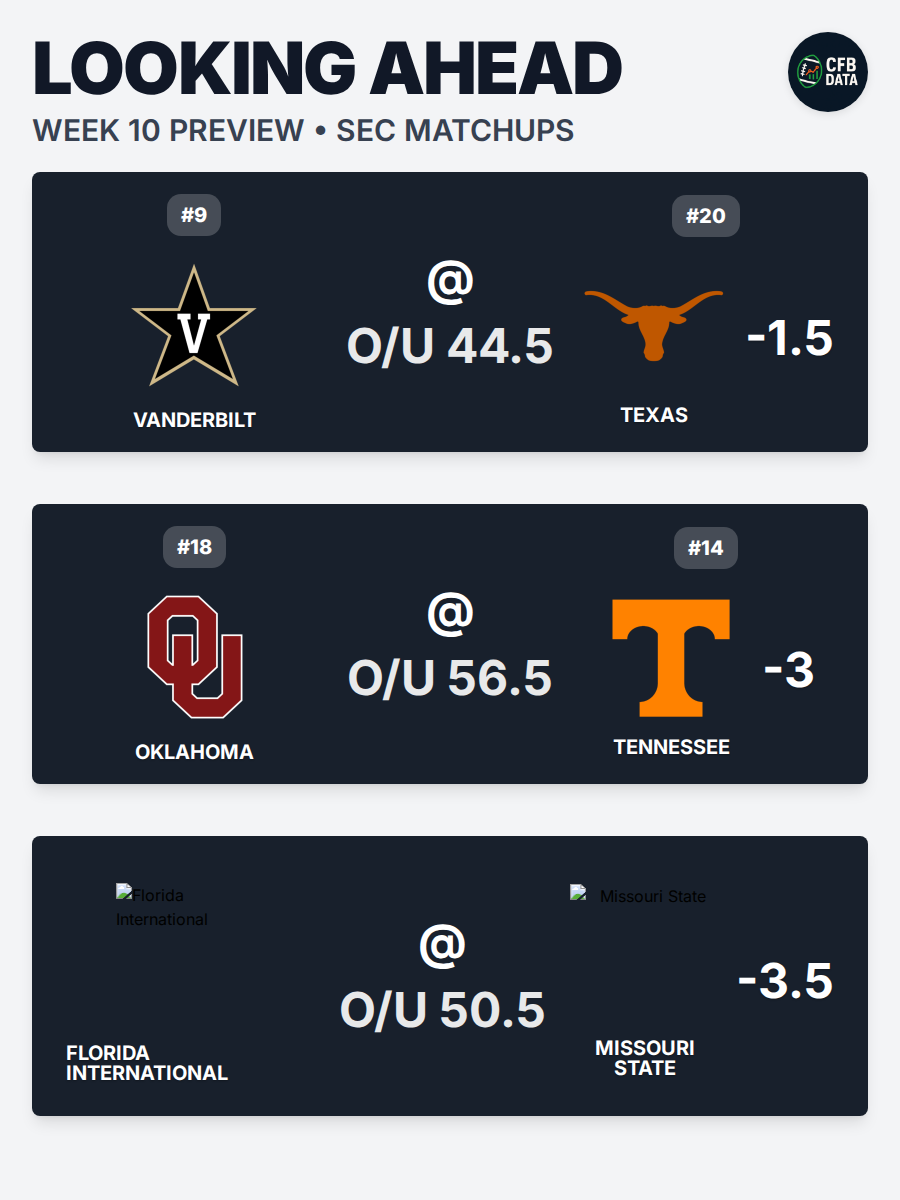 LOOKING AHEAD
CFB
DATA
WEEK 10 PREVIEW • SEC MATCHUPS
#9
#20
@
V
O/U 44.5
-1.5
VANDERBILT
TEXAS
#18
#14
@
OU
T
O/U 56.5
-3
OKLAHOMA
TENNESSEE
Florida
International
Missouri State
@
O/U 50.5
-3.5
FLORIDA
INTERNATIONAL
MISSOURI
STATE